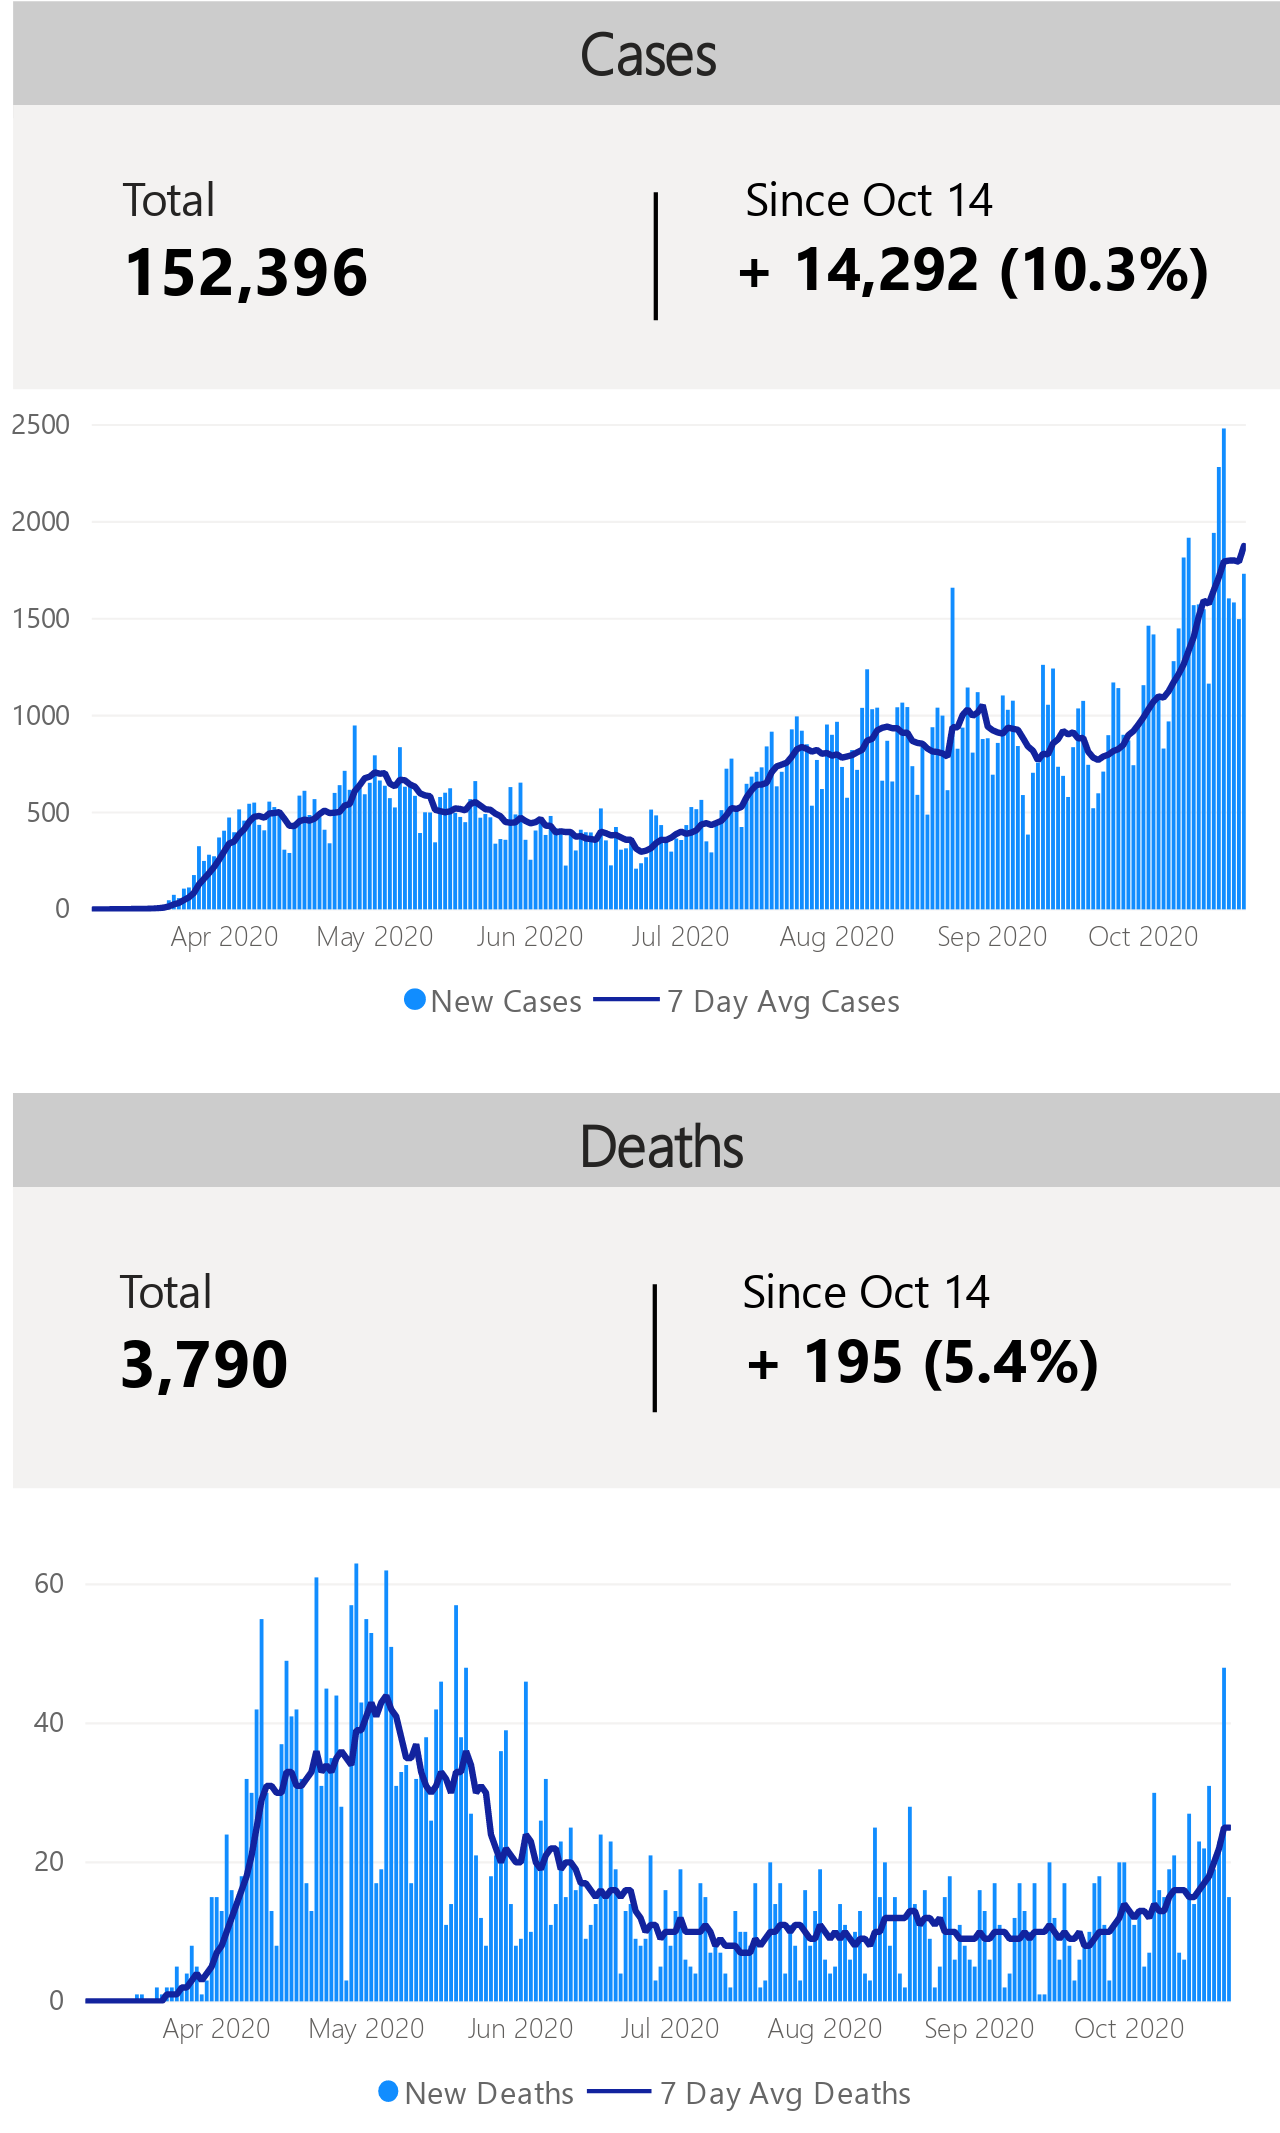 Cases
Total
Since Oct 14
152,396
+ 14,292 (10.3%)
2500
2000
1500
1000
500
0
Apr 2020 May 2020 Jun 2020 Jul 2020 Aug 2020 Sep 2020 Oct 2020
New Cases 7 Day Avg Cases
Deaths
Total
Since Oct 14
3,790
+ 195 (5.4%)
60
40
20
0
Apr 2020 May 2020 Jun 2020 Jul 2020 Aug 2020 Sep 2020 Oct 2020
New Deaths 7 Day Avg Deaths